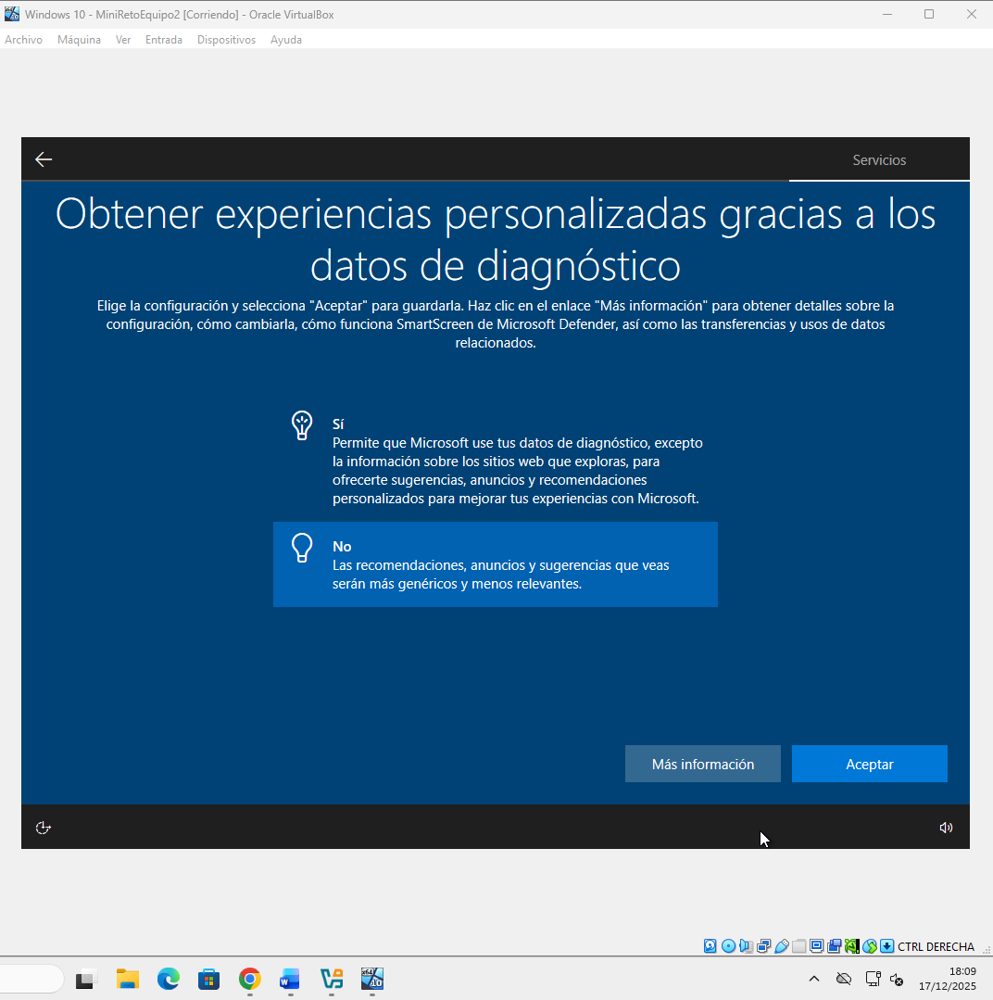 Windows 10 - MiniRetoEquipo2 [Corriendo] - Oracle VirtualBox
Archivo Máquina Ver Entrada Dispositivos Ayuda
Servicios
Obtener experiencias personalizadas gracias a los
datos de diagnóstico
Elige la configuración y selecciona "Aceptar" para guardarla. Haz clic en el enlace "Más información" para obtener detalles sobre la
configuración, cómo cambiarla, cómo funciona SmartScreen de Microsoft Defender, así como las transferencias y usos de datos
relacionados.
Sí
Permite que Microsoft use tus datos de diagnóstico, excepto
la información sobre los sitios web que exploras, para
ofrecerte sugerencias, anuncios y recomendaciones
personalizados para mejorar tus experiencias con Microsoft.
No
Las recomendaciones, anuncios y sugerencias que veas
serán más genéricos y menos relevantes.
Más información
Aceptar
CTRL DERECHA
18:09
17/12/2025